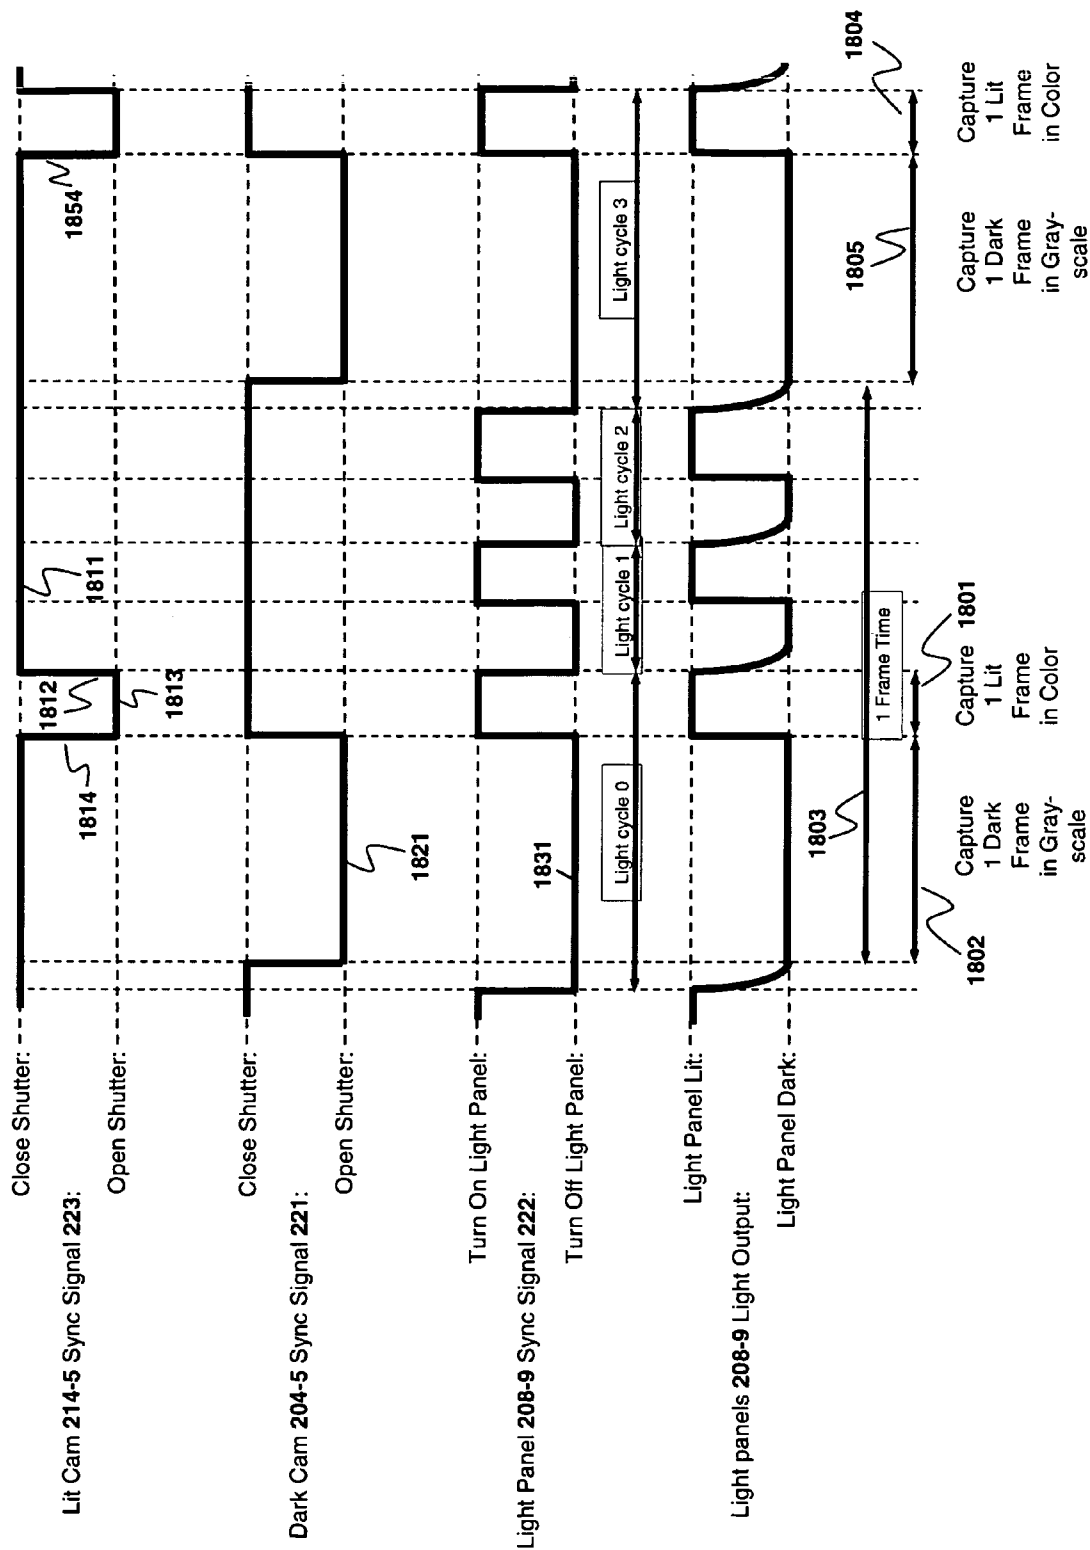 Lit Cam 214-5 Sync Signal 223:
Close Shutter:
Open Shutter:
1814
1812
1813
1811
1854
Dark Cam 204-5 Sync Signal 221:
Close Shutter:
Open Shutter:
1821
Light Panel 208-9 Sync Signal 222:
Turn On Light Panel:
Turn Off Light Panel:
1831
Light cycle 0
Light cycle 1
Light cycle 2
Light cycle 3
Light panels 208-9 Light Output:
Light Panel Lit:
Light Panel Dark:
1803
1 Frame Time
1802
1801
1805
1804
Capture
1 Dark
Frame
in Gray-
scale
Capture
1 Lit
Frame
in Color
Capture
1 Dark
Frame
in Gray-
scale
Capture
1 Lit
Frame
in Color